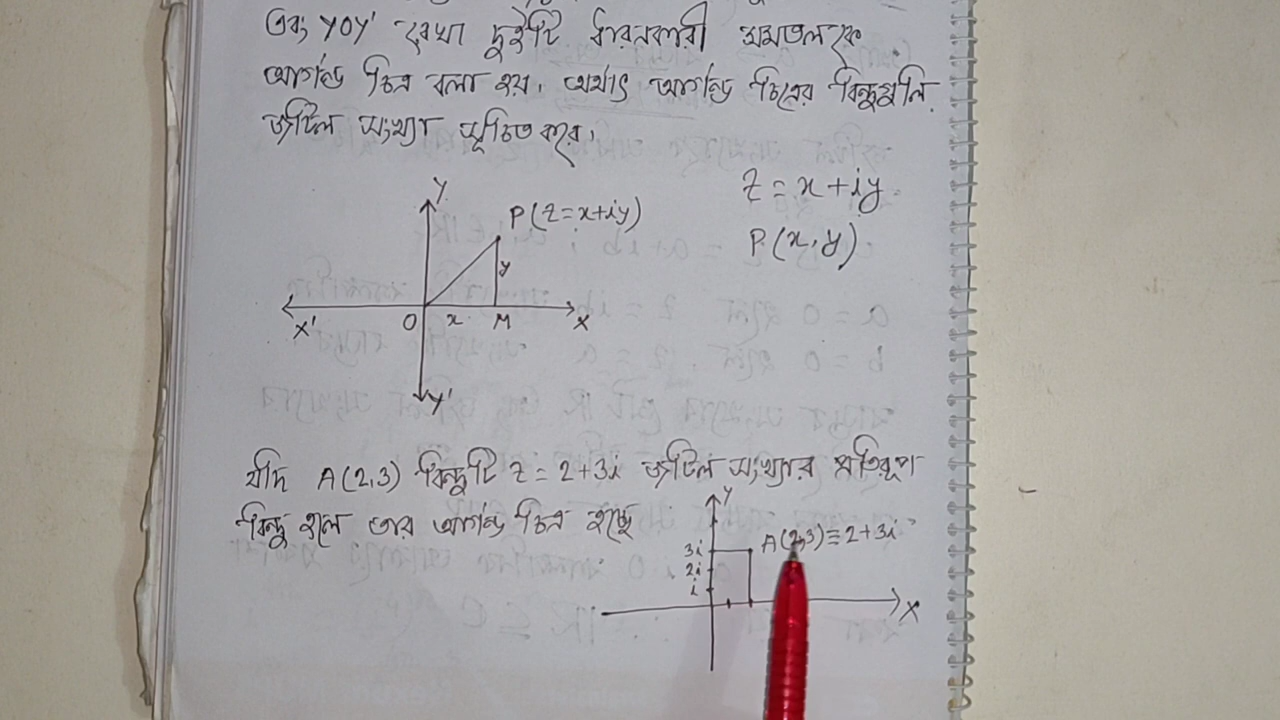 এবং YOY' রেখা দুইটি ধারনকারী সমতলকে
আর্গান্ড চিত্র বলা হয়। অর্থাৎ আর্গান্ড চিত্রের বিন্দুগুলি
জটিল সংখ্যা সূচিত করে।
Z = x + iy
P(x, y)
Y
P(Z=x+iy)
y
X'
O
x
M
X
Y'
যদি A(2,3) বিন্দুটি Z = 2+3i জটিল সংখ্যার প্রতিরূপ
বিন্দু হলে তার আর্গান্ড চিত্র হচ্ছে
Y
3i
A(2,3)≡2+3i
2i
i
X